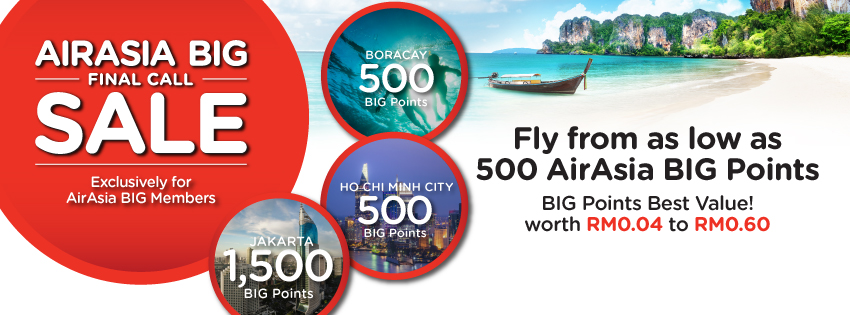 AIRASIA BIG
FINAL CALL
SALE
Exclusively for
AirAsia BIG Members
BORACAY
500
BIG Points
HO CHI MINH CITY
500
BIG Points
JAKARTA
1,500
BIG Points
Fly from as low as
500 AirAsia BIG Points
BIG Points Best Value!
worth RM0.04 to RM0.60